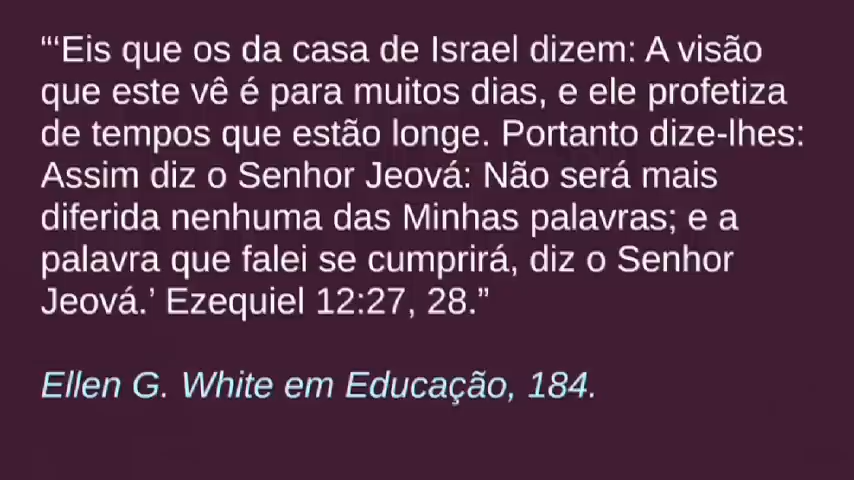 “‘Eis que os da casa de Israel dizem: A visão
que este vê é para muitos dias, e ele profetiza
de tempos que estão longe. Portanto dize-lhes:
Assim diz o Senhor Jeová: Não será mais
diferida nenhuma das Minhas palavras; e a
palavra que falei se cumprirá, diz o Senhor
Jeová.’ Ezequiel 12:27, 28.”
Ellen G. White em Educação, 184.